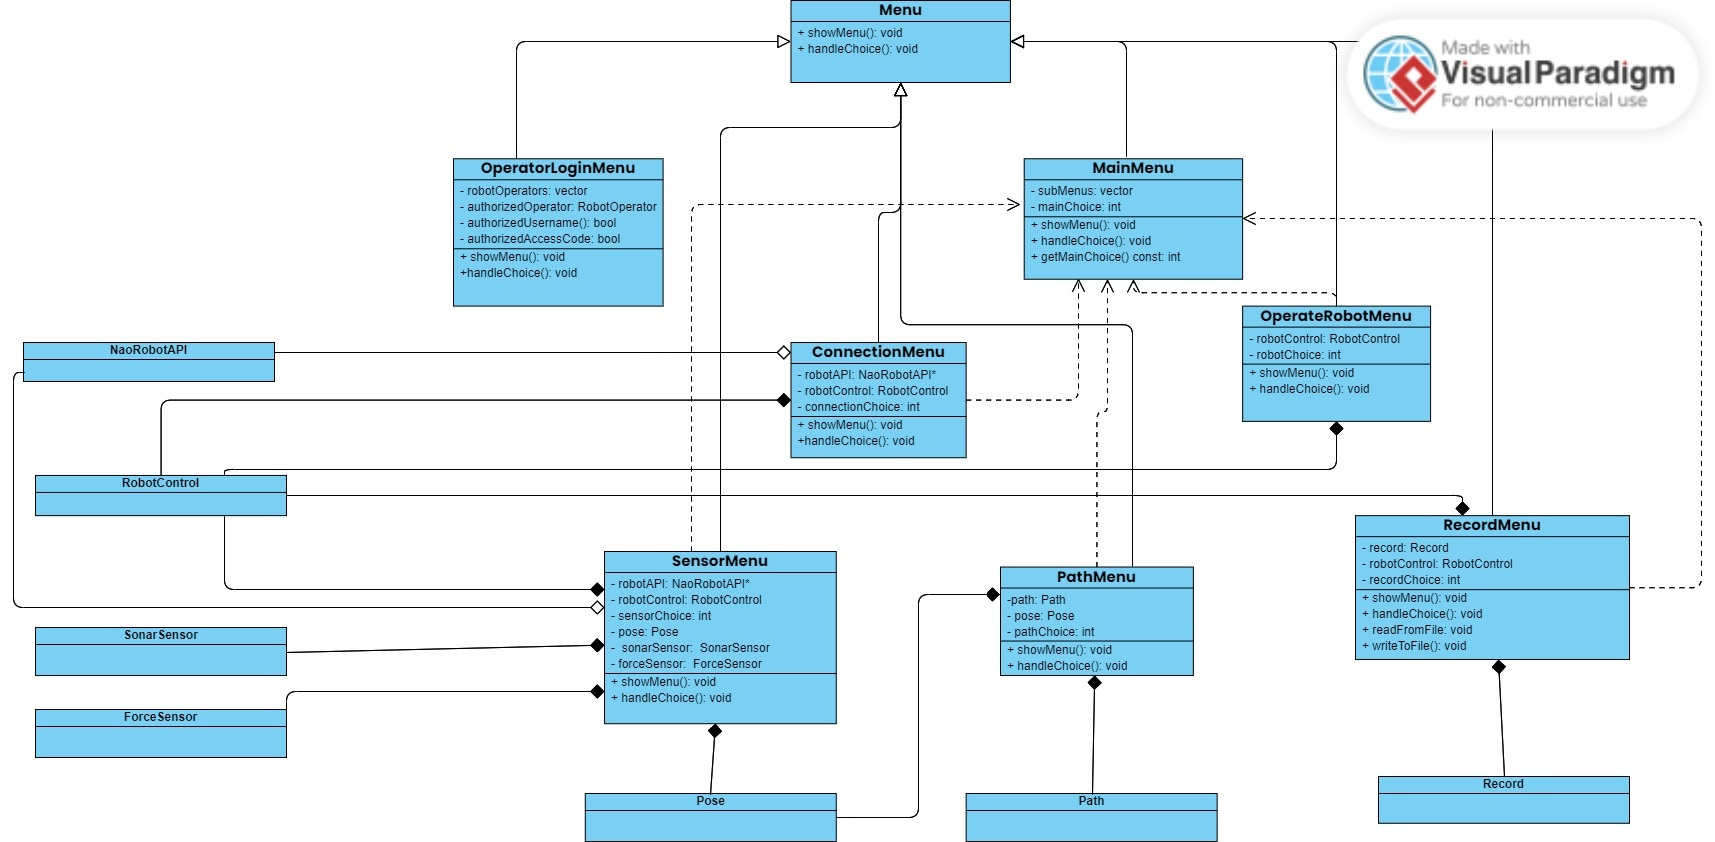 Menu
+ showMenu(): void
+ handleChoice(): void
Made with
Visual Paradigm
For non-commercial use
OperatorLoginMenu
- robotOperators: vector
- authorizedOperator: RobotOperator
- authorizedUsername(): bool
- authorizedAccessCode: bool
+ showMenu(): void
+handleChoice(): void
MainMenu
- subMenus: vector
- mainChoice: int
+ showMenu(): void
+ handleChoice(): void
+ getMainChoice() const: int
OperateRobotMenu
- robotControl: RobotControl
- robotChoice: int
+ showMenu(): void
+ handleChoice(): void
NaoRobotAPI
ConnectionMenu
- robotAPI: NaoRobotAPI*
- robotControl: RobotControl
- connectionChoice: int
+ showMenu(): void
+handleChoice(): void
RobotControl
SensorMenu
- robotAPI: NaoRobotAPI*
- robotControl: RobotControl
- sensorChoice: int
- pose: Pose
- sonarSensor: SonarSensor
- forceSensor: ForceSensor
+ showMenu(): void
+ handleChoice(): void
PathMenu
-path: Path
- pose: Pose
- pathChoice: int
+ showMenu(): void
+ handleChoice(): void
RecordMenu
- record: Record
- robotControl: RobotControl
- recordChoice: int
+ showMenu(): void
+ handleChoice(): void
+ readFromFile: void
+ writeToFile(): void
SonarSensor
ForceSensor
Pose
Path
Record